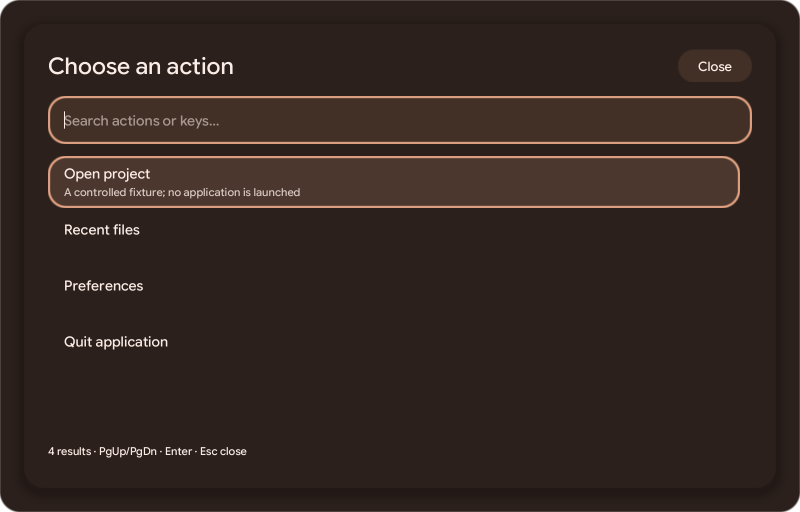 Choose an action
Close
Search actions or keys...
Open project
A controlled fixture; no application is launched
Recent files
Preferences
Quit application
4 results · PgUp/PgDn · Enter · Esc close